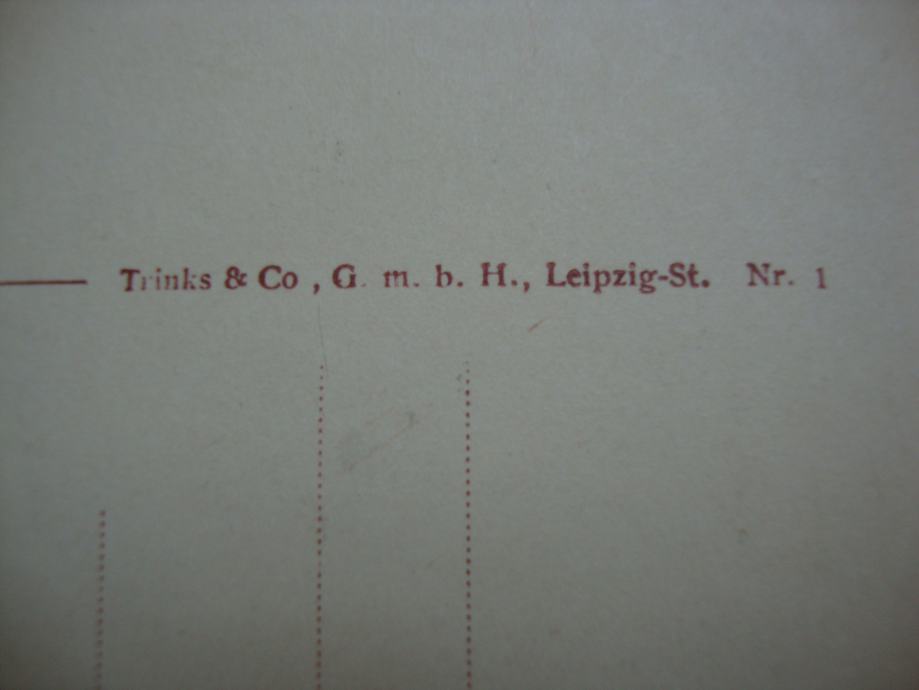 Trinks & Co , G. m. b. H., Leipzig-St. Nr. 1